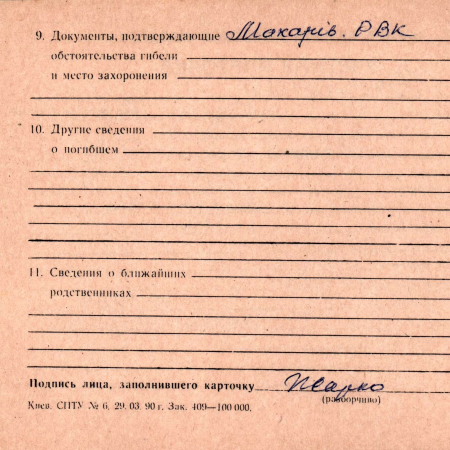 9. Документы, подтверждающие Макарів. РВК
обстоятельства гибели
и место захоронения
10. Другие сведения
о погибшем
11. Сведения о ближайших
родственниках
Подпись лица, заполнившего карточку
(разборчиво)
Киев. СПТУ № 6. 29. 03. 90 г. Зак. 409—100 000.